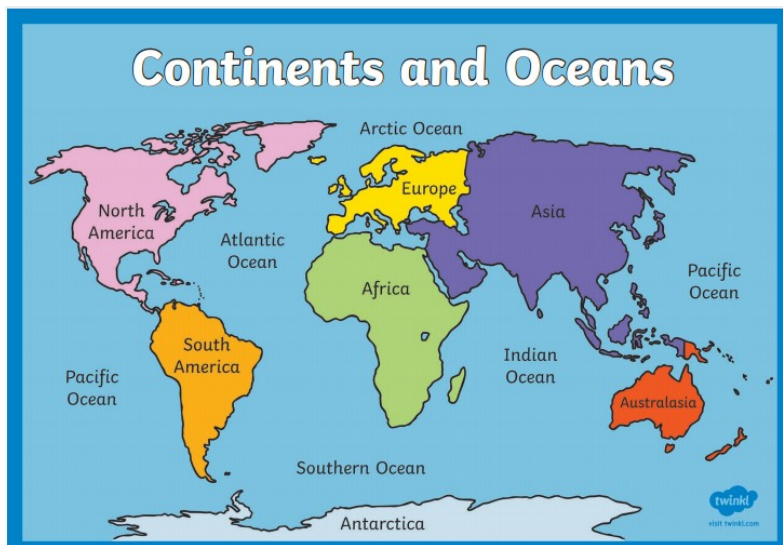 Continents and Oceans
Arctic Ocean
North
America
Europe
Asia
Atlantic
Ocean
Africa
Pacific
Ocean
South
America
Indian
Ocean
Pacific
Ocean
Australasia
Southern Ocean
Antarctica
twinkl
visit twinkl.com